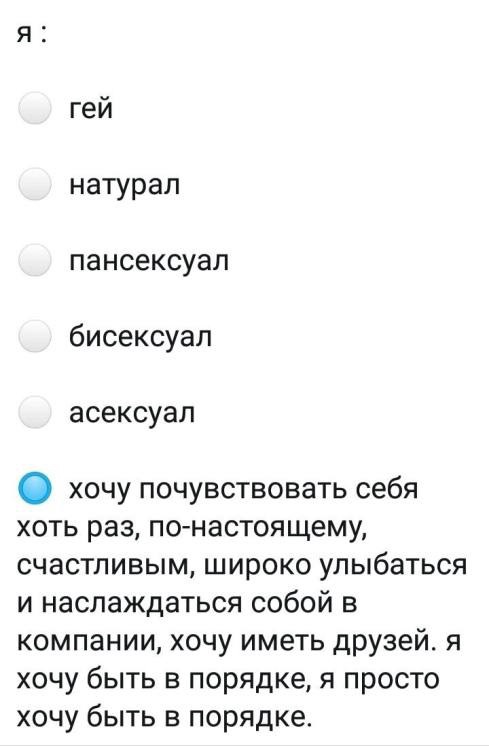 я :
гей
натурал
пансексуал
бисексуал
асексуал
хочу почувствовать себя
хоть раз, по-настоящему,
счастливым, широко улыбаться
и наслаждаться собой в
компании, хочу иметь друзей. я
хочу быть в порядке, я просто
хочу быть в порядке.